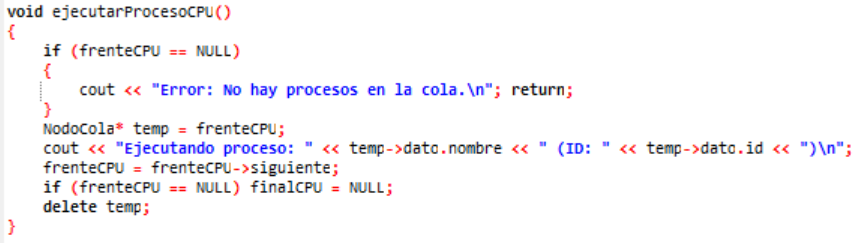 void ejecutarProcesoCPU()
{
    if (frenteCPU == NULL)
    {
        cout << "Error: No hay procesos en la cola.\n"; return;
    }
    NodoCola* temp = frenteCPU;
    cout << "Ejecutando proceso: " << temp->dato.nombre << " (ID: " << temp->dato.id << ")\n";
    frenteCPU = frenteCPU->siguiente;
    if (frenteCPU == NULL) finalCPU = NULL;
    delete temp;
}